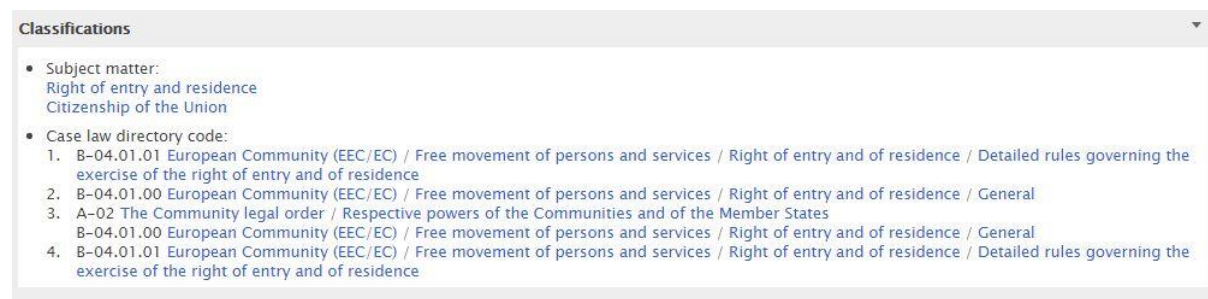 Classifications
• Subject matter:
Right of entry and residence
Citizenship of the Union
• Case law directory code:
1. B-04.01.01 European Community (EEC/EC) / Free movement of persons and services / Right of entry and of residence / Detailed rules governing the
exercise of the right of entry and of residence
2. B-04.01.00 European Community (EEC/EC) / Free movement of persons and services / Right of entry and of residence / General
3. A-02 The Community legal order / Respective powers of the Communities and of the Member States
B-04.01.00 European Community (EEC/EC) / Free movement of persons and services / Right of entry and of residence / General
4. B-04.01.01 European Community (EEC/EC) / Free movement of persons and services / Right of entry and of residence / Detailed rules governing the
exercise of the right of entry and of residence